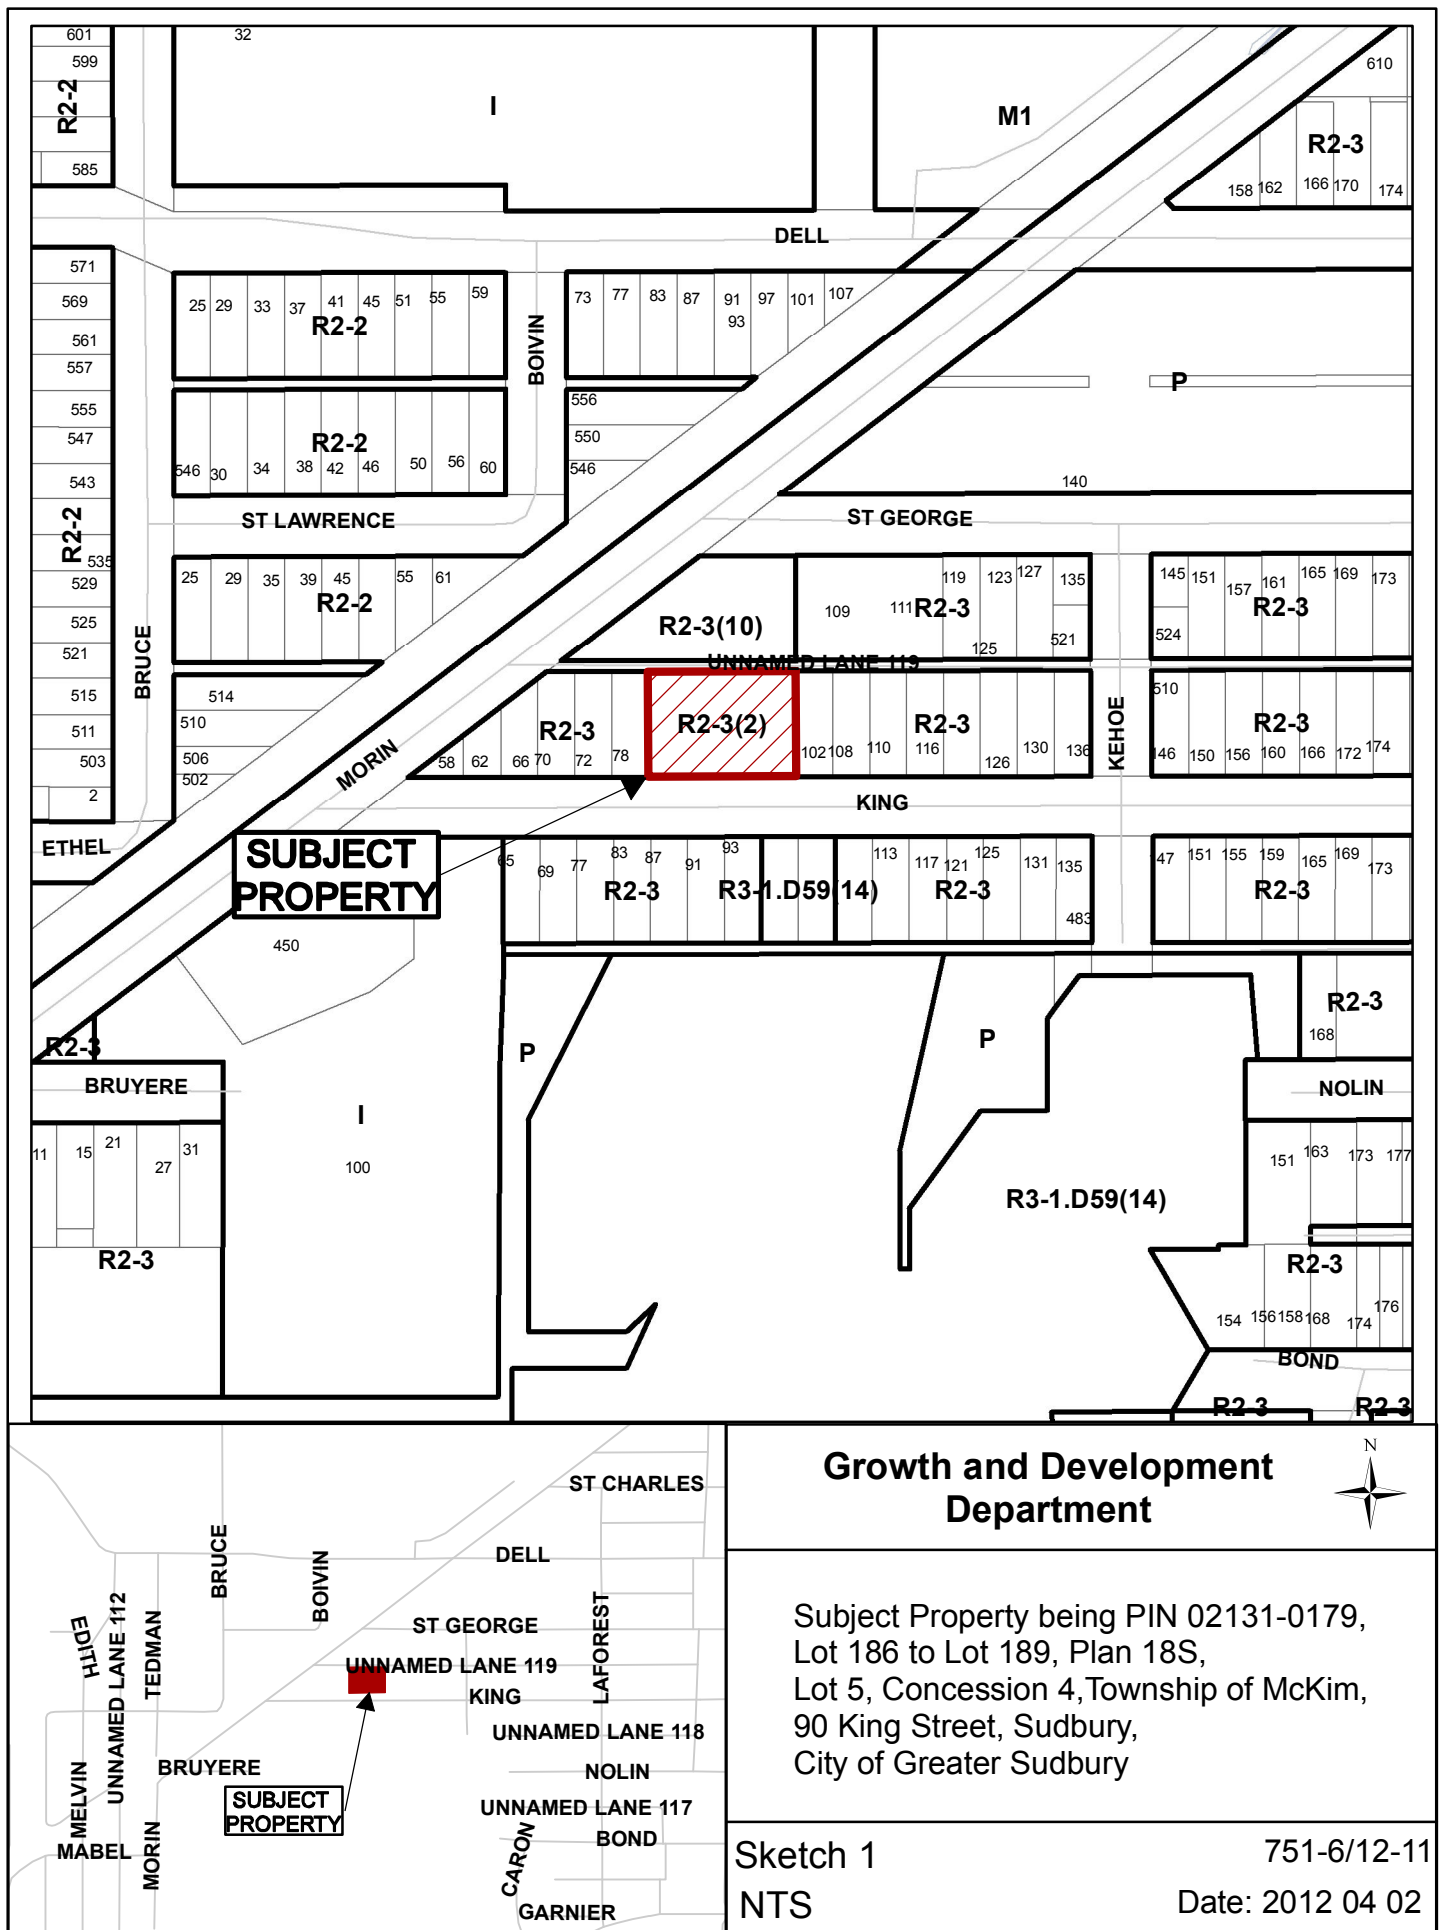 601
32
599
R2-2
I
M1
610
R2-3
585
158 162 166 170 174
DELL
571
569
561
557
25 29 33 37 41 45 51 55 59
R2-2
BOIVIN
73 77 83 87 91 97 101 107
93
P
555
547
543
R2-2
546 30 34 38 42 46 50 56 60
R2-2
556
550
546
140
ST LAWRENCE
ST GEORGE
535
529
525
521
515
511
503
2
25 29 35 39 45 55 61
R2-2
BRUCE
R2-3(10)
109 111 R2-3
119 123 127 135
125
521
145 151 157 161 165 169 173
R2-3
524
UNNAMED LANE 119
514
510
506
502
MORIN
R2-3
58 62 66 70 72 78
R2-3(2)
R2-3
102 108 110 116 126 130 136
KEHOE
510
R2-3
146 150 156 160 166 172 174
KING
ETHEL
SUBJECT
PROPERTY
65 69 77 83 87 91 93
R2-3
R3-1.D59(14)
113 117 121 125 131 135
R2-3
483
147 151 155 159 165 169 173
R2-3
450
R2-3
P
P
R2-3
168
BRUYERE
NOLIN
I
100
11 15 21 27 31
R2-3
151 163 173 177
R3-1.D59(14)
R2-3
154 156 158 168 174 176
BOND
R2-3
R2-3
ST CHARLES
DELL
BRUCE
BOIVIN
EDITH
UNNAMED LANE 112
TEDMAN
ST GEORGE
LAFOREST
UNNAMED LANE 119
KING
UNNAMED LANE 118
BRUYERE
NOLIN
MELVIN
SUBJECT
PROPERTY
UNNAMED LANE 117
MABEL
MORIN
CARON
BOND
GARNIER
Growth and Development
Department
N
Subject Property being PIN 02131-0179,
Lot 186 to Lot 189, Plan 18S,
Lot 5, Concession 4,Township of McKim,
90 King Street, Sudbury,
City of Greater Sudbury
Sketch 1
751-6/12-11
NTS
Date: 2012 04 02